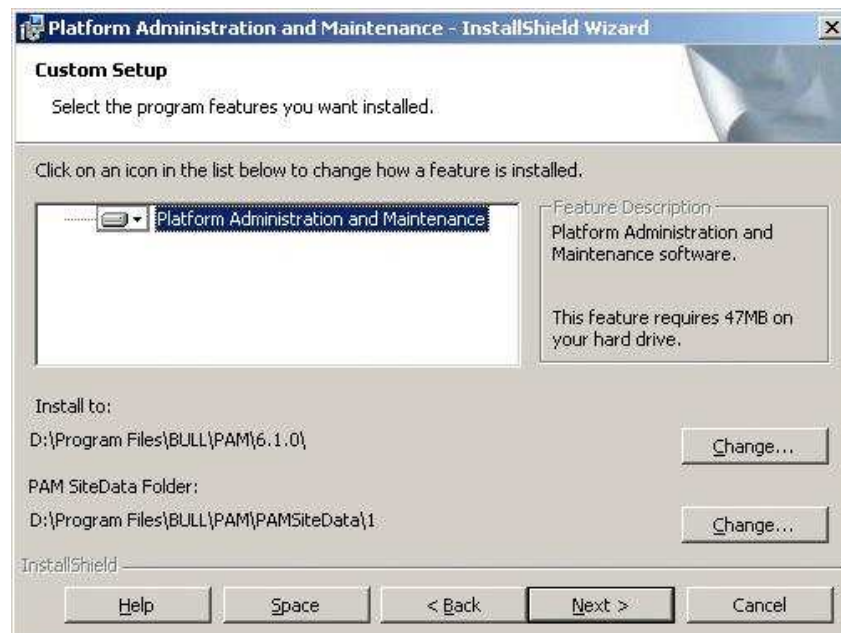 Platform Administration and Maintenance - InstallShield Wizard
Custom Setup
Select the program features you want installed.
Click on an icon in the list below to change how a feature is installed.
Platform Administration and Maintenance
Feature Description
Platform Administration and
Maintenance software.
This feature requires 47MB on
your hard drive.
Install to:
D:\Program Files\BULL\PAM\6.1.0\
Change...
PAM SiteData Folder:
D:\Program Files\BULL\PAM\PAMSiteData\1
Change...
InstallShield
Help
Space
< Back
Next >
Cancel